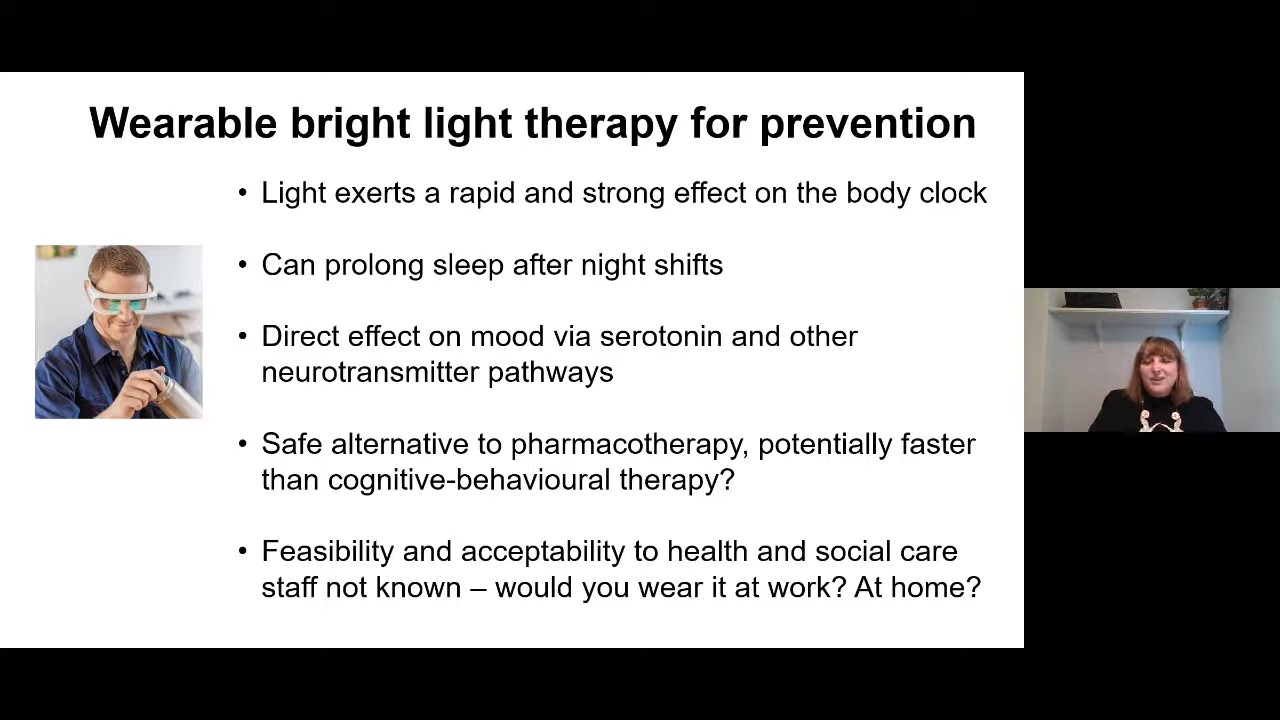 Wearable bright light therapy for prevention
• Light exerts a rapid and strong effect on the body clock
• Can prolong sleep after night shifts
• Direct effect on mood via serotonin and other
neurotransmitter pathways
• Safe alternative to pharmacotherapy, potentially faster
than cognitive-behavioural therapy?
• Feasibility and acceptability to health and social care
staff not known – would you wear it at work? At home?